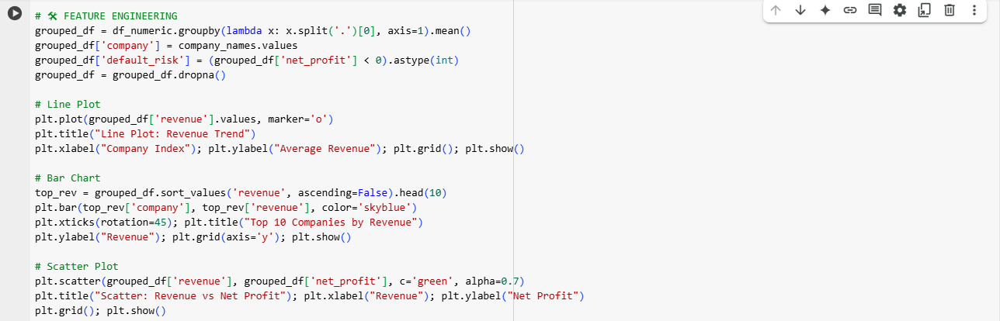 # 🛠 FEATURE ENGINEERING
grouped_df = df_numeric.groupby(lambda x: x.split('.')[0], axis=1).mean()
grouped_df['company'] = company_names.values
grouped_df['default_risk'] = (grouped_df['net_profit'] < 0).astype(int)
grouped_df = grouped_df.dropna()

# Line Plot
plt.plot(grouped_df['revenue'].values, marker='o')
plt.title("Line Plot: Revenue Trend")
plt.xlabel("Company Index"); plt.ylabel("Average Revenue"); plt.grid(); plt.show()

# Bar Chart
top_rev = grouped_df.sort_values('revenue', ascending=False).head(10)
plt.bar(top_rev['company'], top_rev['revenue'], color='skyblue')
plt.xticks(rotation=45); plt.title("Top 10 Companies by Revenue")
plt.ylabel("Revenue"); plt.grid(axis='y'); plt.show()

# Scatter Plot
plt.scatter(grouped_df['revenue'], grouped_df['net_profit'], c='green', alpha=0.7)
plt.title("Scatter: Revenue vs Net Profit"); plt.xlabel("Revenue"); plt.ylabel("Net Profit")
plt.grid(); plt.show()